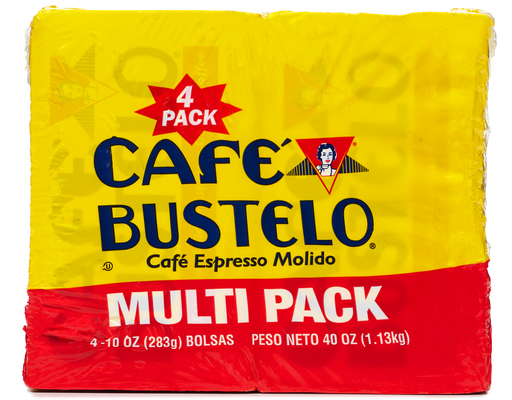 4
PACK
CAFÉ
BUSTELO®
Café Espresso Molido
MULTI PACK
4 -10 OZ (283g) BOLSAS PESO NETO 40 OZ (1.13kg)